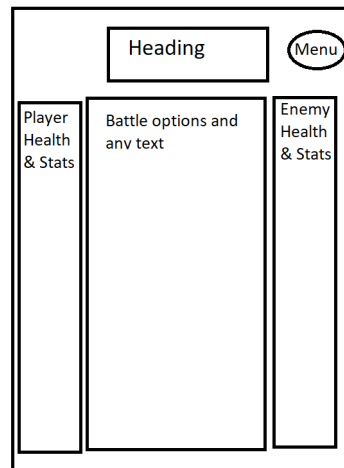 Heading
Menu
Player
Health
& Stats
Battle options and
any text
Enemy
Health
& Stats